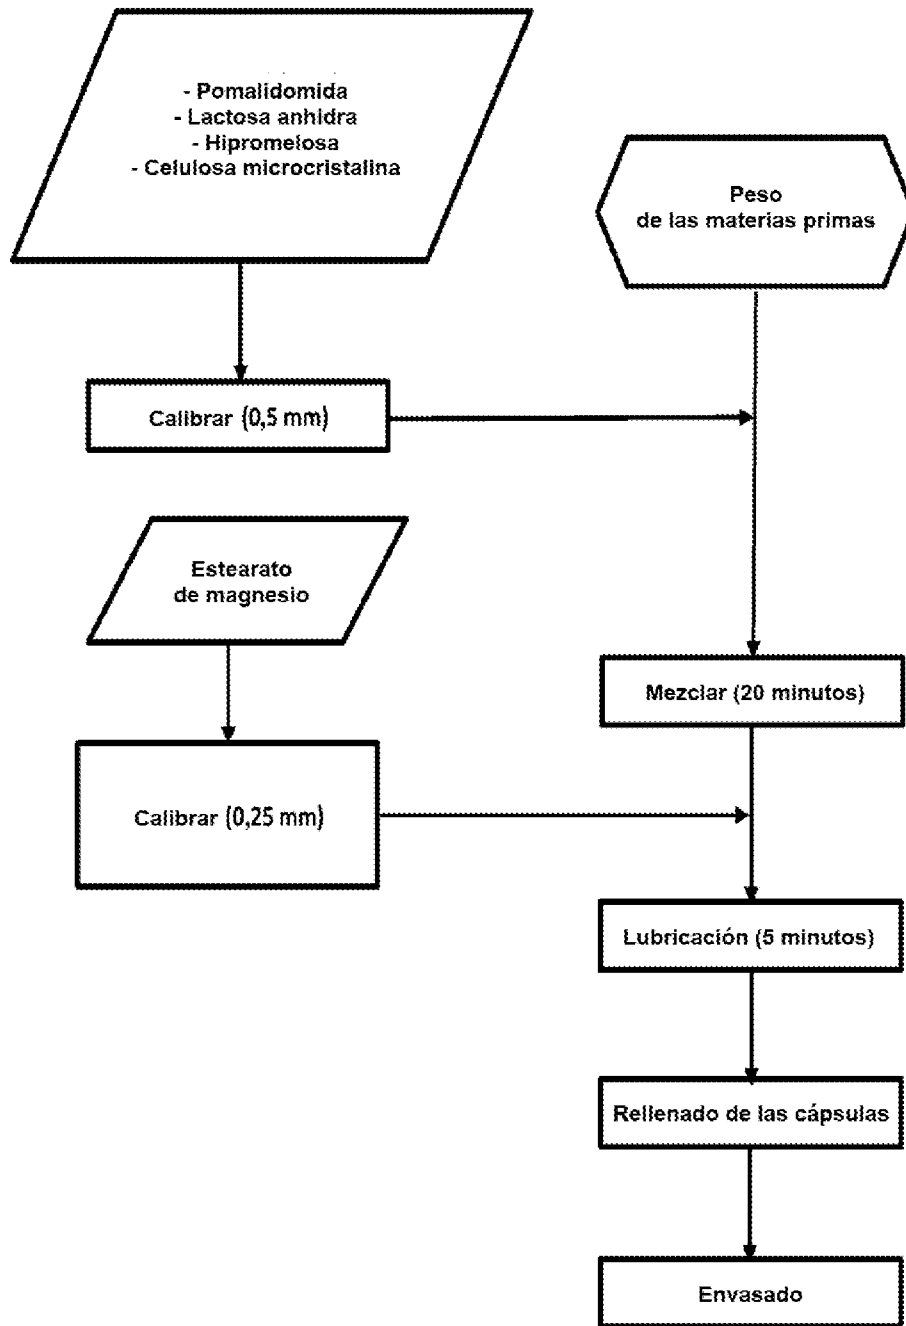 - Pomalidomida
- Lactosa anhidra
- Hipromelosa
- Celulosa microcristalina
Peso
de las materias primas
Calibrar (0,5 mm)
Estearato
de magnesio
Mezclar (20 minutos)
Calibrar (0,25 mm)
Lubricación (5 minutos)
Rellenado de las cápsulas
Envasado